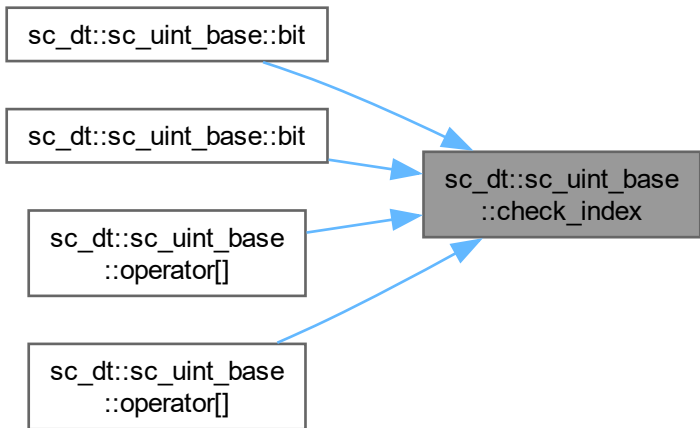 sc_dt::sc_uint_base::bit
sc_dt::sc_uint_base::bit
sc_dt::sc_uint_base
::check_index
sc_dt::sc_uint_base
::operator[]
sc_dt::sc_uint_base
::operator[]